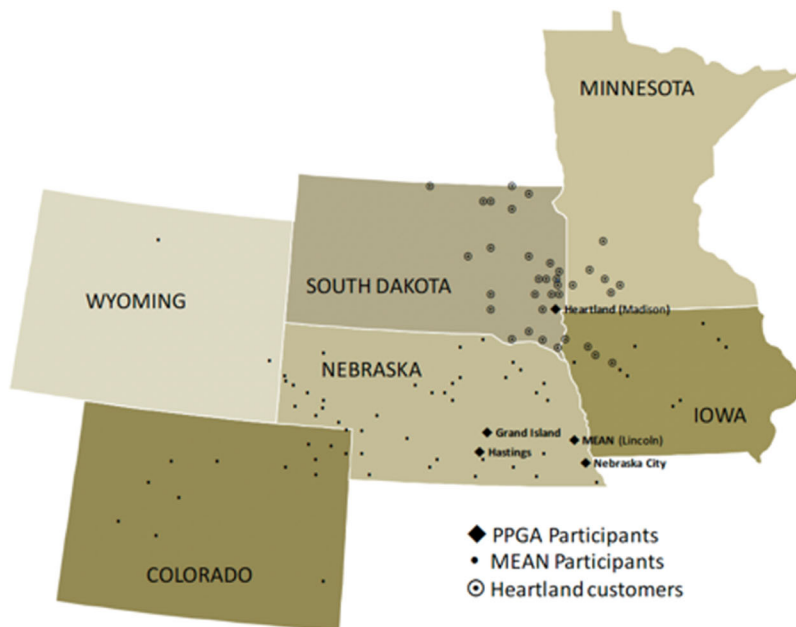 MINNESOTA
SOUTH DAKOTA
WYOMING
Heartland (Madison)
NEBRASKA
IOWA
Grand Island
MEAN (Lincoln)
Hastings
Nebraska City
COLORADO
PPGA Participants
MEAN Participants
Heartland customers